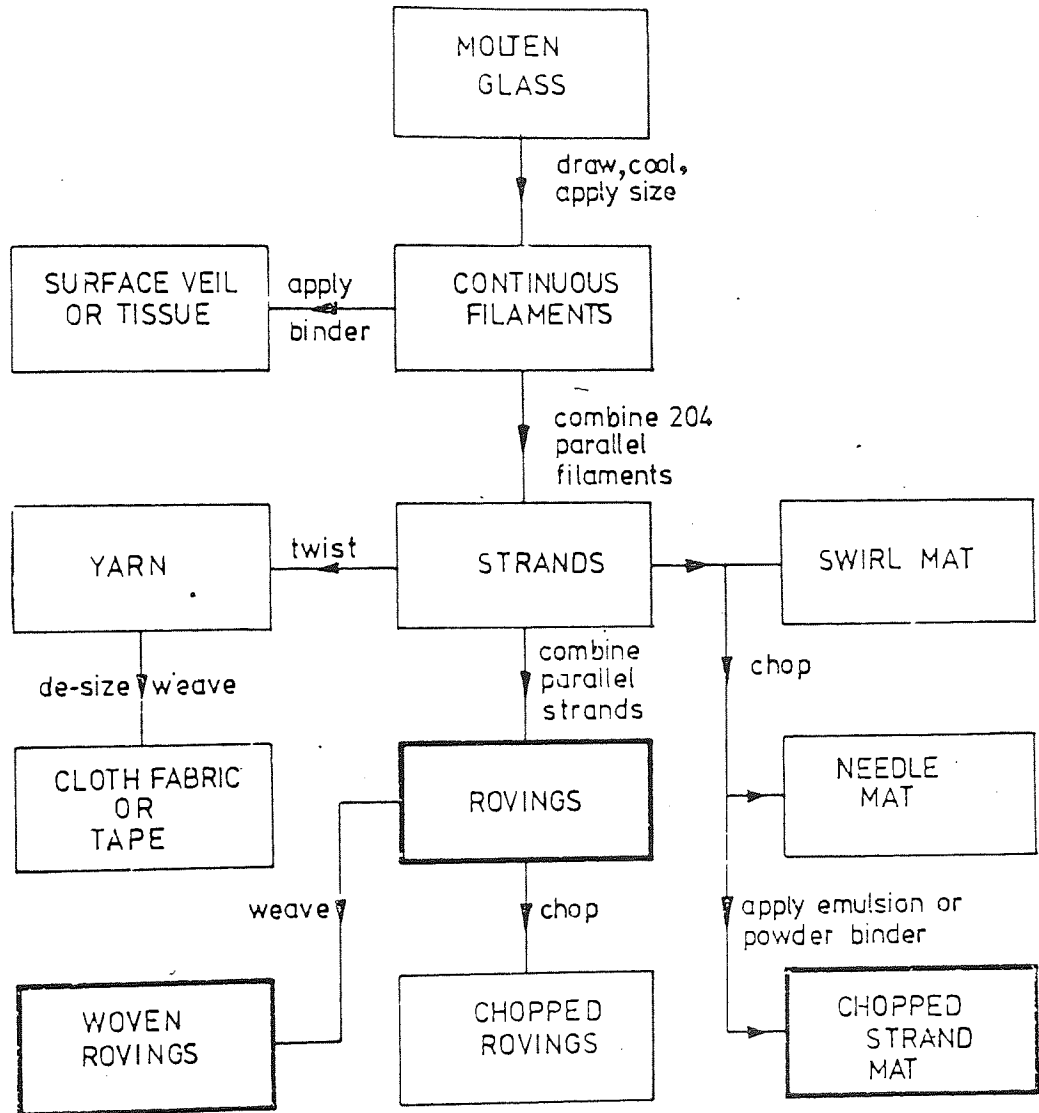 MOLTEN
GLASS
draw, cool,
apply size
SURFACE VEIL
OR TISSUE
apply
binder
CONTINUOUS
FILAMENTS
combine 204
parallel
filaments
YARN
twist
STRANDS
SWIRL MAT
de-size weave
combine
parallel
strands
chop
CLOTH FABRIC
OR
TAPE
ROVINGS
NEEDLE
MAT
weave
chop
apply emulsion or
powder binder
WOVEN
ROVINGS
CHOPPED
ROVINGS
CHOPPED
STRAND
MAT